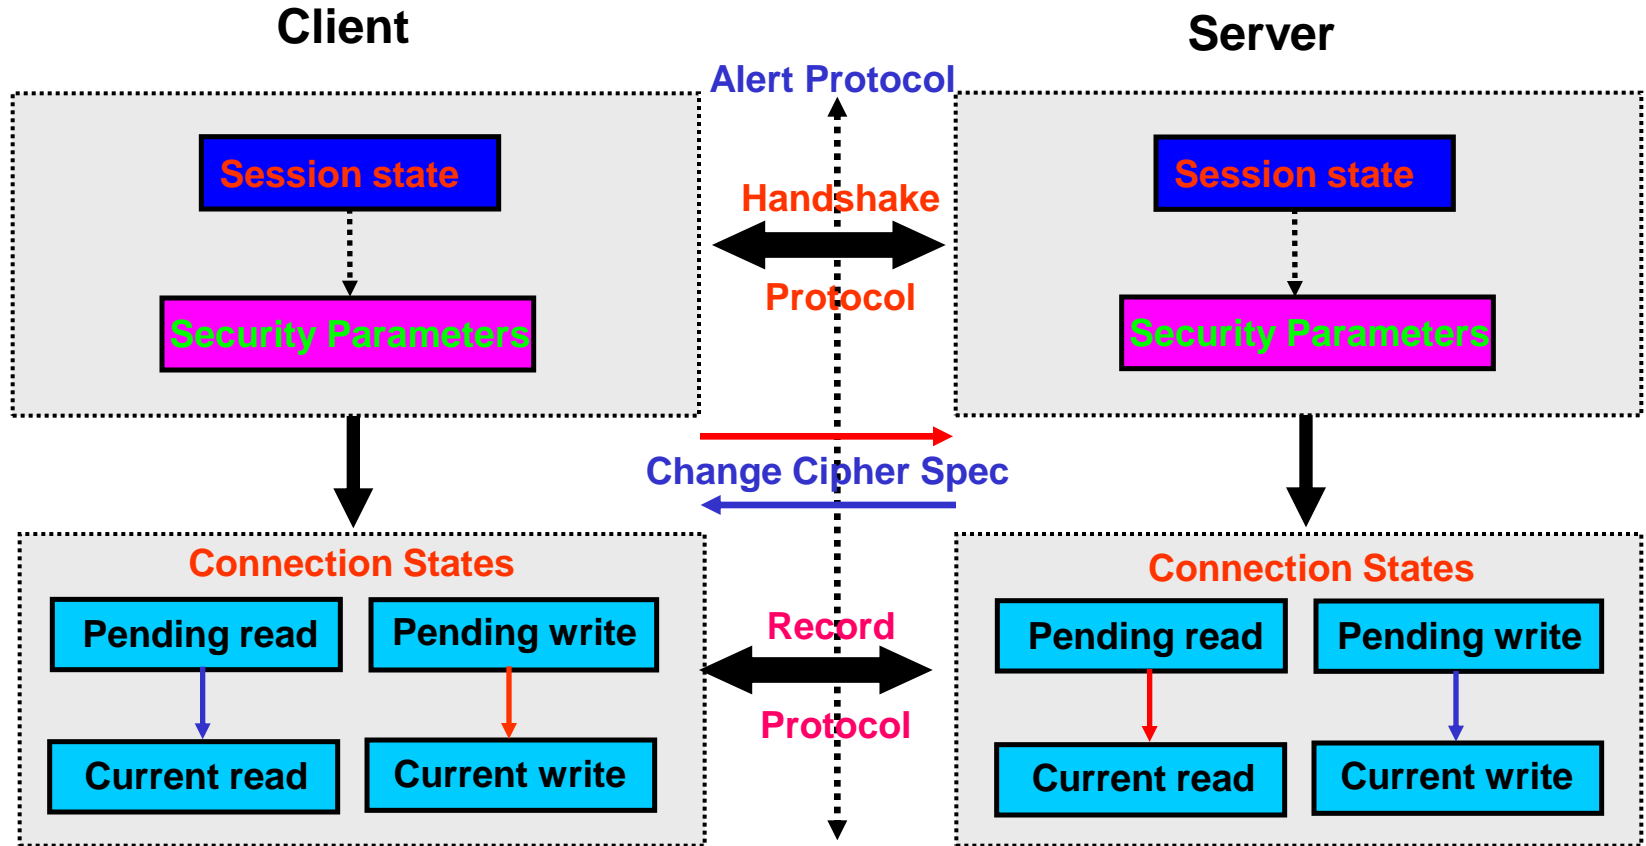 Client
Server
Alert Protocol
Session state
Session state
Handshake
Protocol
Security Parameters
Security Parameters
Change Cipher Spec
Connection States
Connection States
Pending read
Pending write
Record
Pending read
Pending write
Protocol
Current read
Current write
Current read
Current write